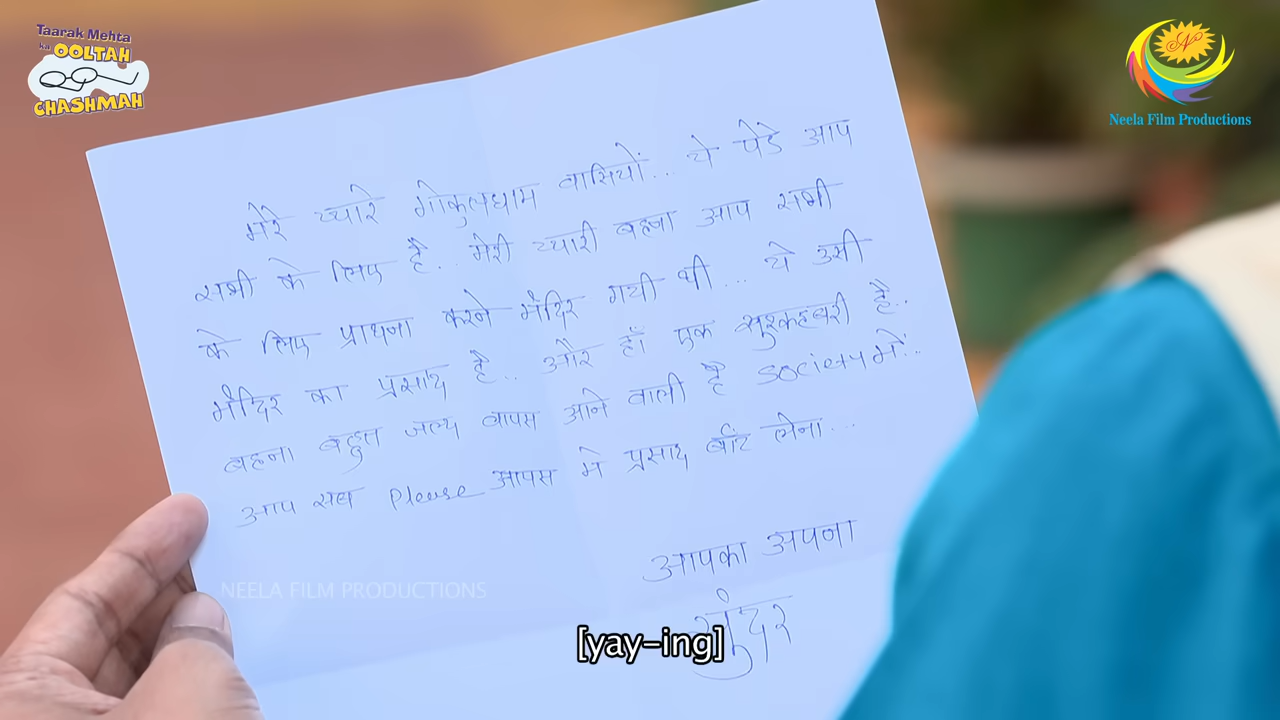 Taarak Mehta
ka OOLTAH
CHASHMAH
Neela Film Productions
मेरे प्यारे गोकुलधाम वासियों... ये पेडे आप
सभी के लिए है.. मेरी प्यारी बहना आप सभी
के लिए प्राथना करने मंदिर गयी थी... ये उसी
मंदिर का प्रसाद है.. और हाँ एक खुशखबरी है..
बहना बहुत जल्द वापस आने वाली है society में..
आप सब Please आपस मे प्रसाद बाँट लेना...
आपका अपना
सुंदर
NEELA FILM PRODUCTIONS
[yay-ing]